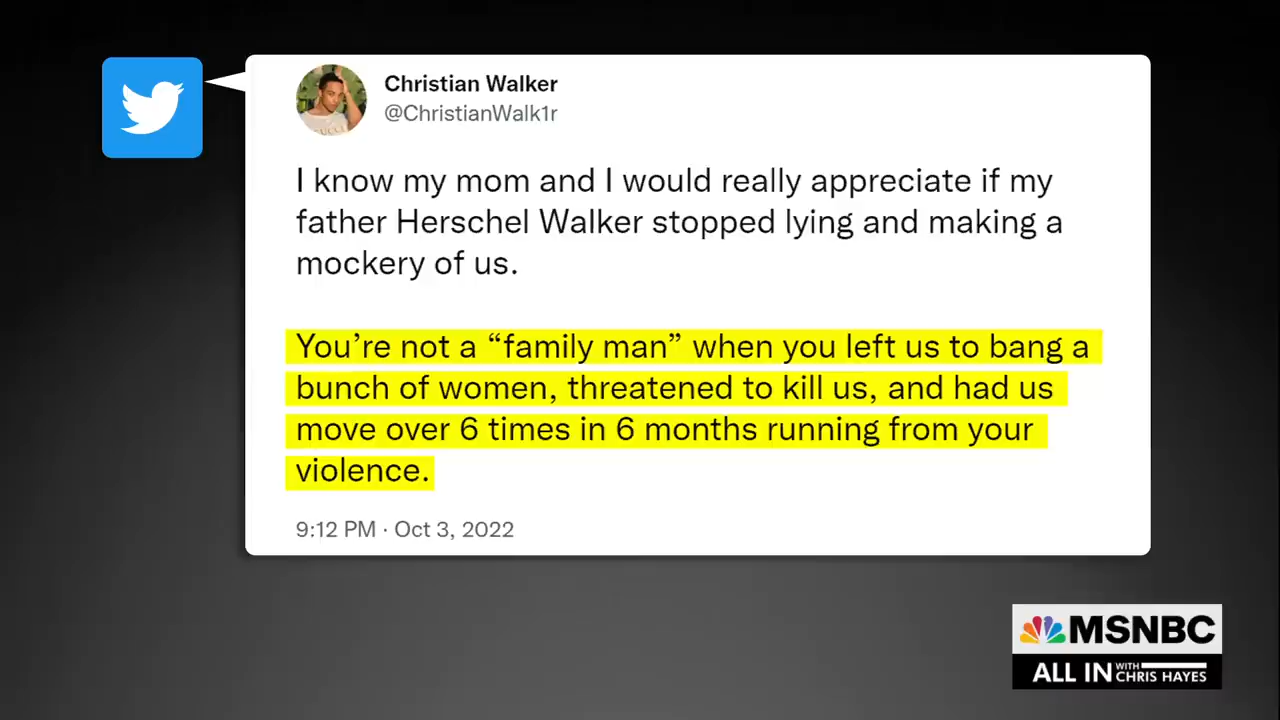 Christian Walker
@ChristianWalk1r
I know my mom and I would really appreciate if my
father Herschel Walker stopped lying and making a
mockery of us.
You’re not a “family man” when you left us to bang a
bunch of women, threatened to kill us, and had us
move over 6 times in 6 months running from your
violence.
9:12 PM · Oct 3, 2022
MSNBC
ALL IN WITH CHRIS HAYES